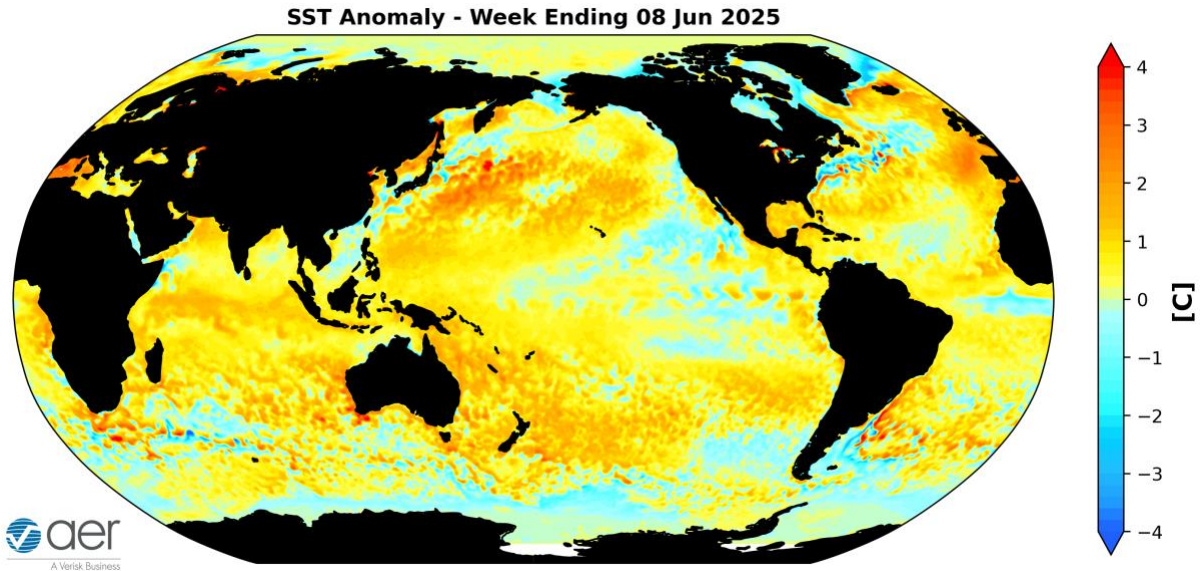 SST Anomaly - Week Ending 08 Jun 2025
4
3
2
1
0
−1
−2
−3
−4
[C]
aer
A Verisk Business